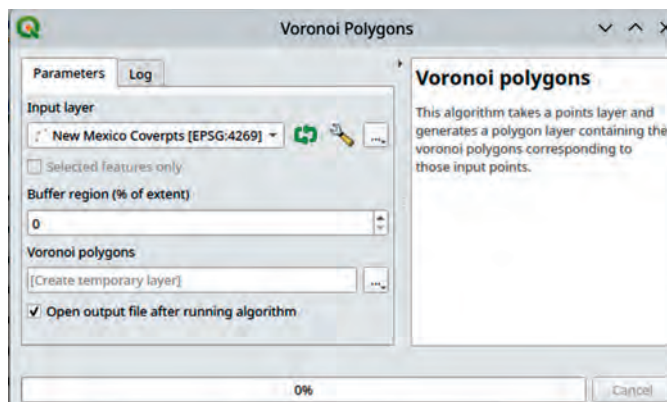 Voronoi Polygons
Parameters
Log
Input layer
New Mexico Coverpts [EPSG:4269]
...
Selected features only
Buffer region (% of extent)
0
Voronoi polygons
[Create temporary layer]
...
Open output file after running algorithm
Voronoi polygons
This algorithm takes a points layer and
generates a polygon layer containing the
voronoi polygons corresponding to
those input points.
0%
Cancel